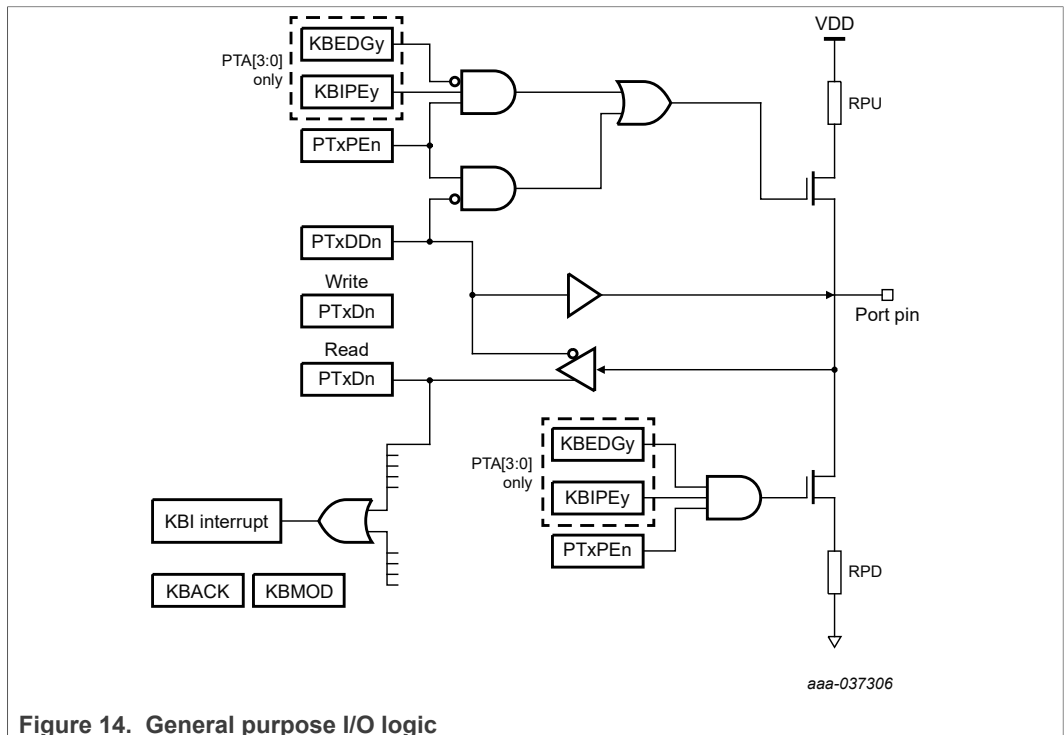 VDD
KBEDGy
PTA[3:0]
only
KBIPEy
RPU
PTxPEn
PTxDDn
Write
PTxDn
Port pin
Read
PTxDn
KBEDGy
PTA[3:0]
only
KBIPEy
KBI interrupt
PTxPEn
RPD
KBACK
KBMOD
aaa-037306
Figure 14. General purpose I/O logic